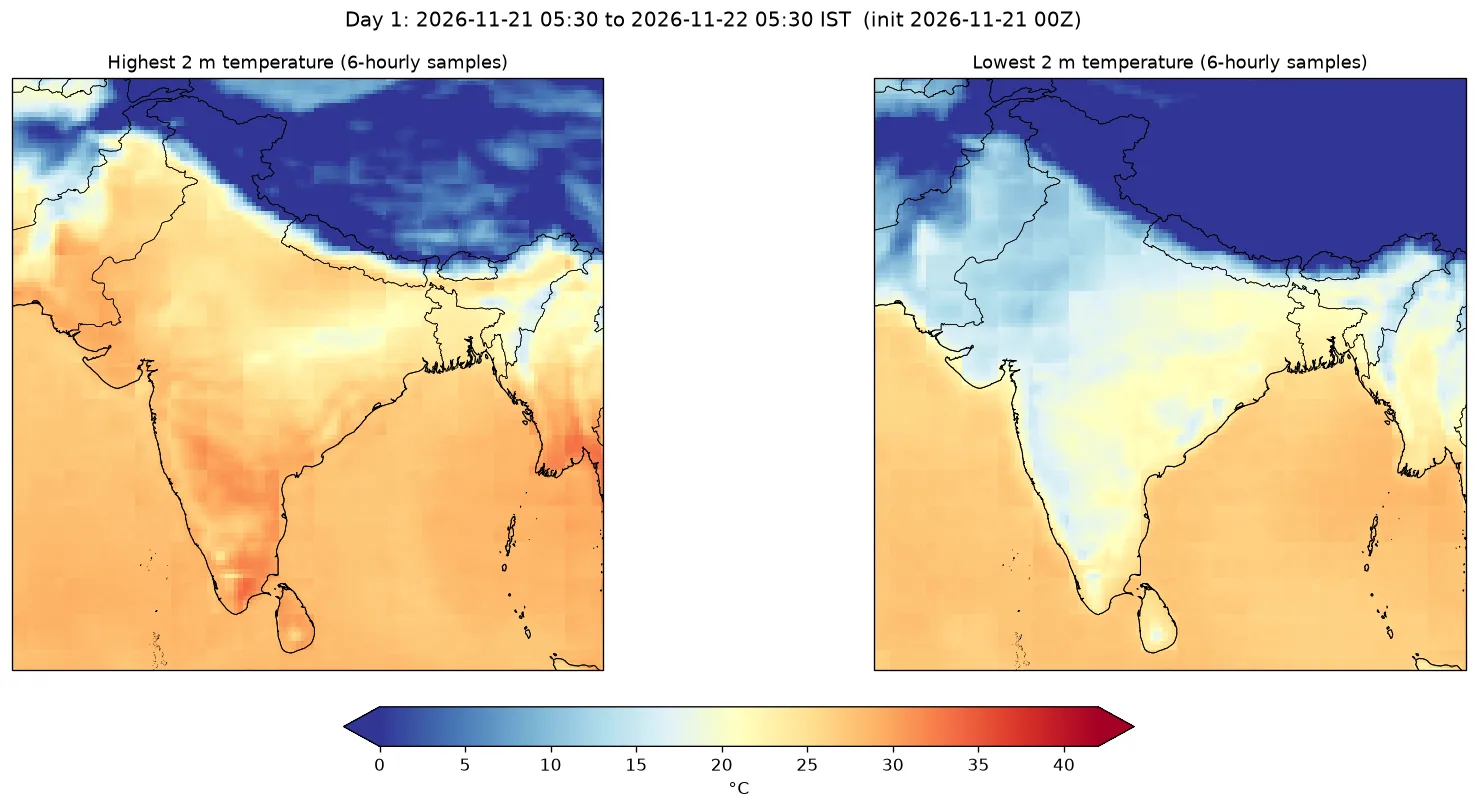 Day 1: 2026-11-21 05:30 to 2026-11-22 05:30 IST  (init 2026-11-21 00Z)
Highest 2 m temperature (6-hourly samples)
Lowest 2 m temperature (6-hourly samples)
0 5 10 15 20 25 30 35 40
°C